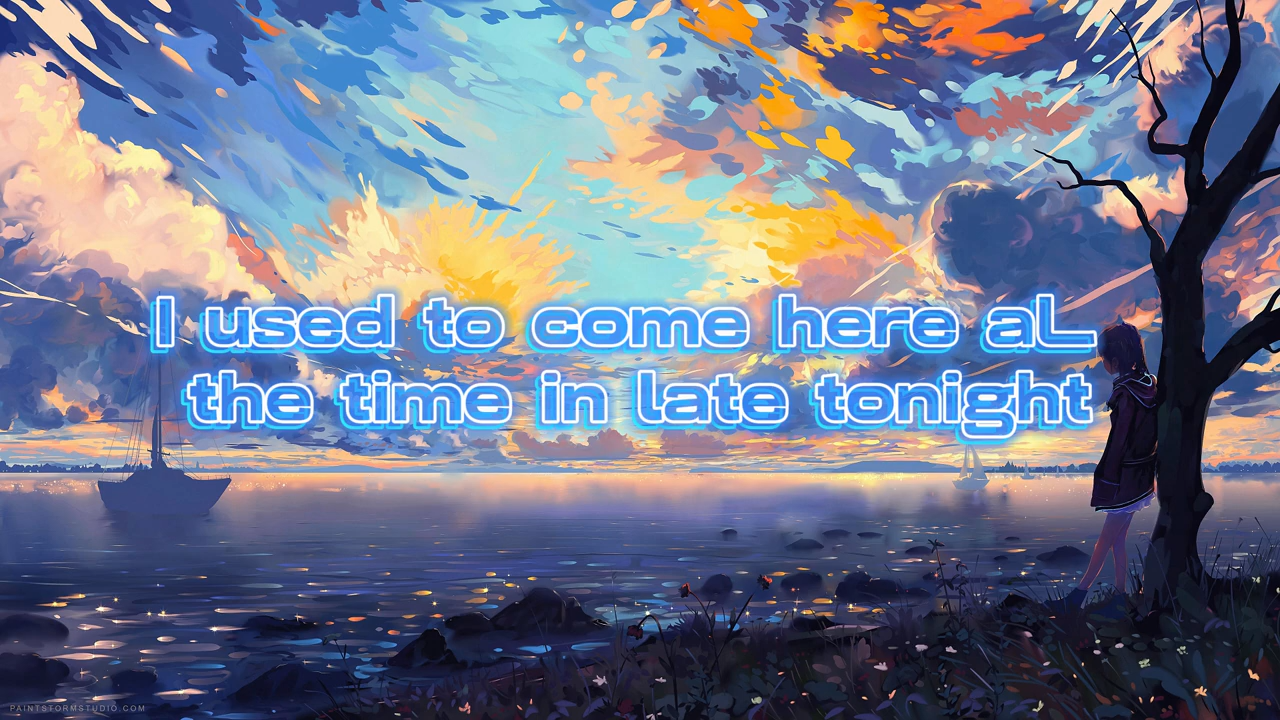 I used to come here aL
the time in late tonight
PAINTSTORMSTUDIO.COM